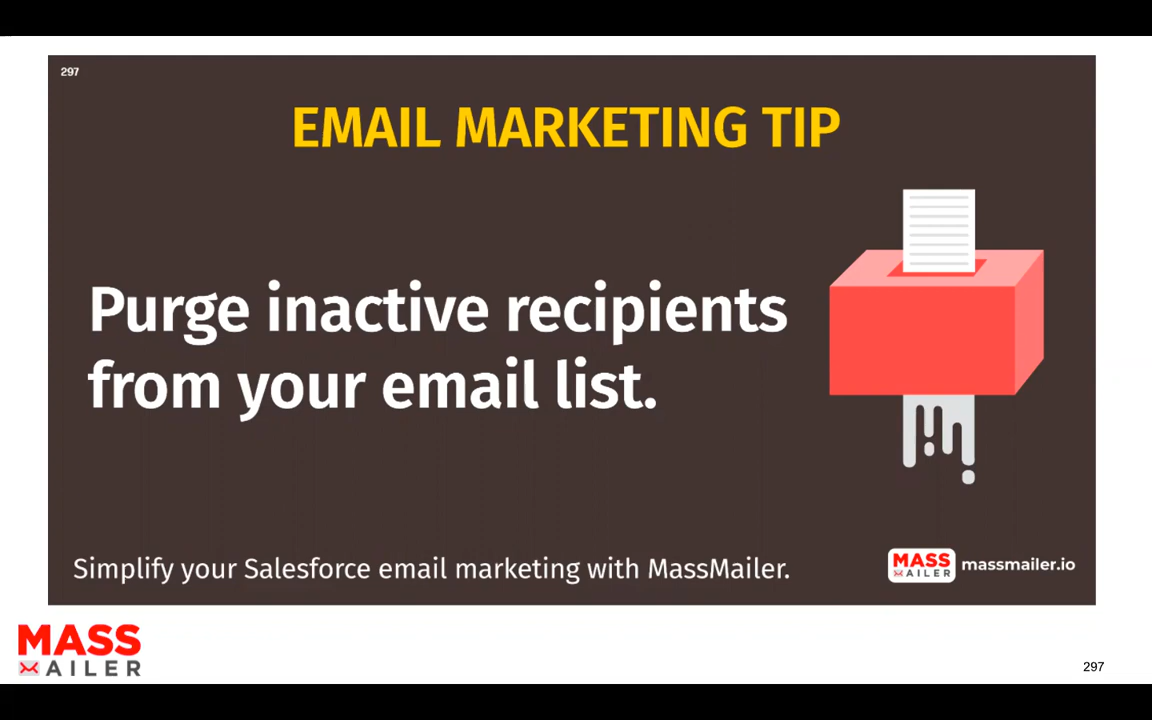 297
EMAIL MARKETING TIP
Purge inactive recipients
from your email list.
Simplify your Salesforce email marketing with MassMailer.
MASS
AILER
massmailer.io
MASS
AILER
297